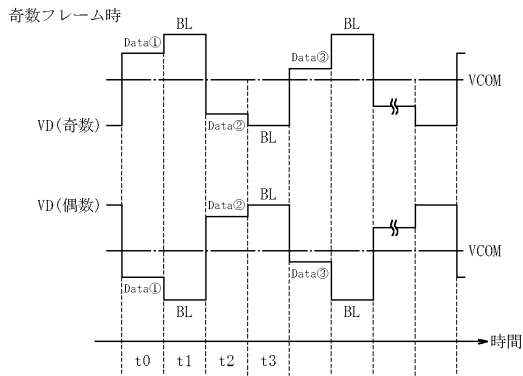 奇数フレーム時
BL
BL
Data①
Data③
VCOM
VD(奇数)
Data②
BL
BL
VD(偶数)
Data②
VCOM
Data①
Data③
BL
BL
時間
t0 t1 t2 t3